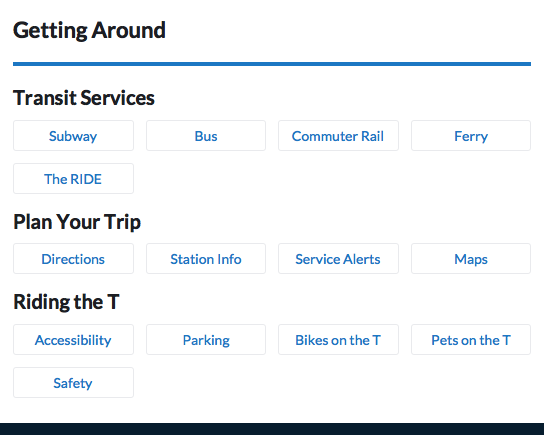 Getting Around
Transit Services
Subway Bus Commuter Rail Ferry
The RIDE
Plan Your Trip
Directions Station Info Service Alerts Maps
Riding the T
Accessibility Parking Bikes on the T Pets on the T
Safety